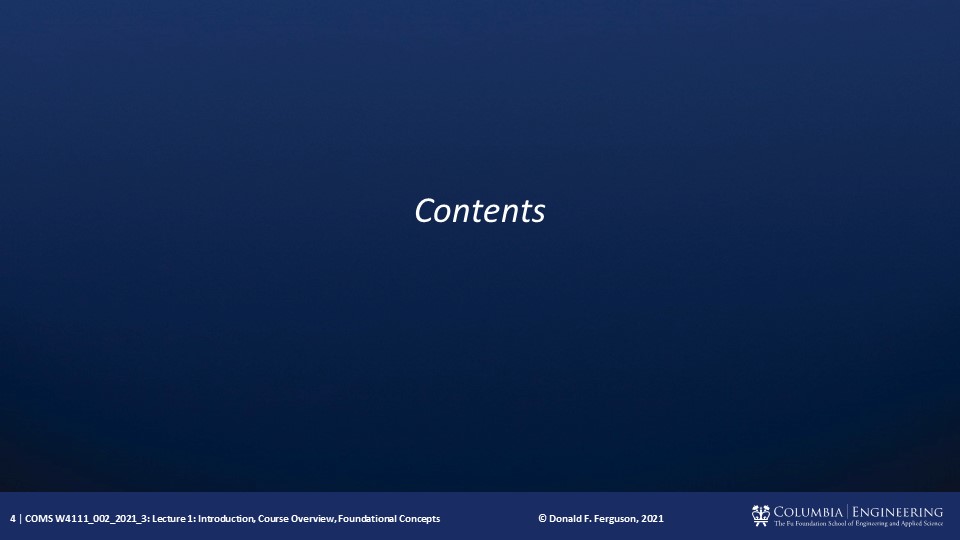 Contents
4 | COMS W4111_002_2021_3: Lecture 1: Introduction, Course Overview, Foundational Concepts
© Donald F. Ferguson, 2021
COLUMBIA | ENGINEERING
The Fu Foundation School of Engineering and Applied Science